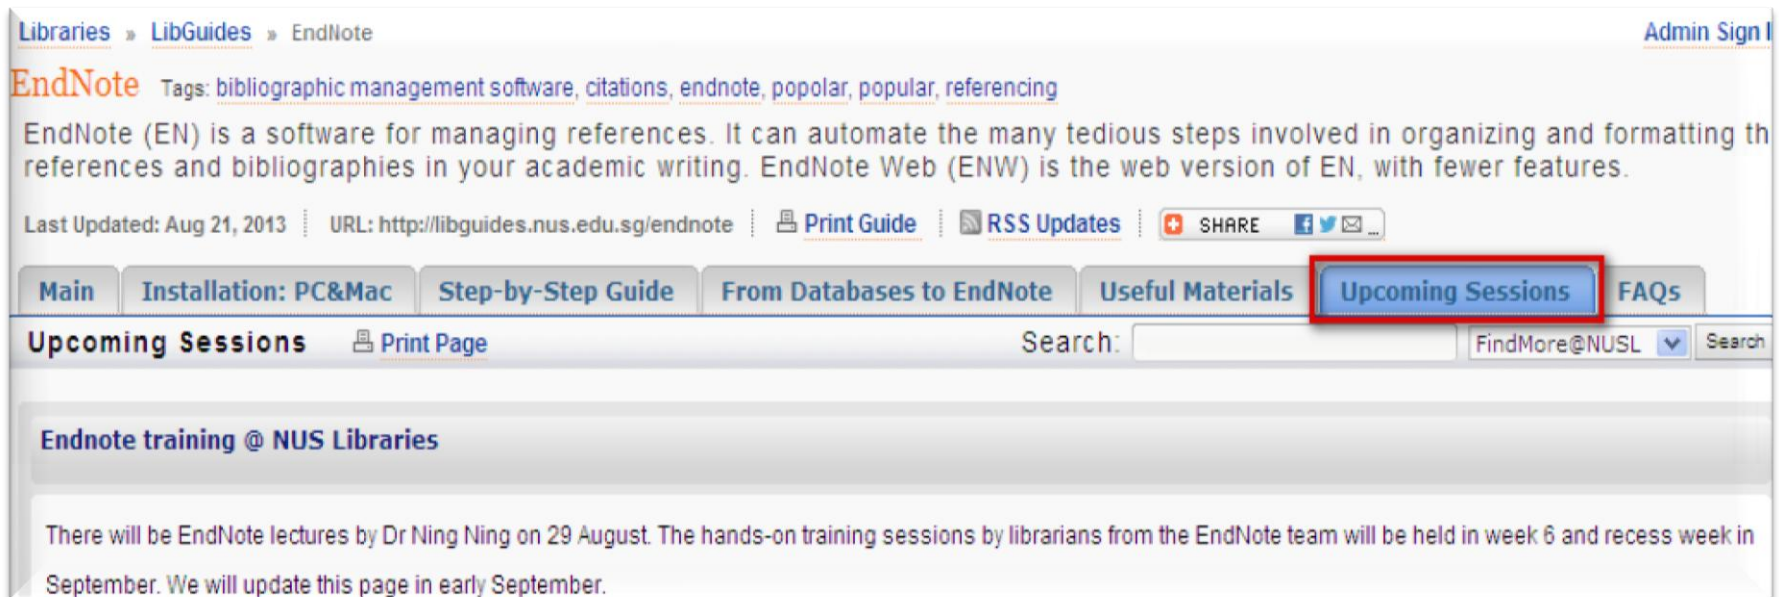 Libraries » LibGuides » EndNote Admin Sign I
EndNote Tags: bibliographic management software, citations, endnote, popolar, popular, referencing
EndNote (EN) is a software for managing references. It can automate the many tedious steps involved in organizing and formatting th
references and bibliographies in your academic writing. EndNote Web (ENW) is the web version of EN, with fewer features.
Last Updated: Aug 21, 2013 URL: http://libguides.nus.edu.sg/endnote Print Guide RSS Updates SHARE ...
Main Installation: PC&Mac Step-by-Step Guide From Databases to EndNote Useful Materials Upcoming Sessions FAQs
Upcoming Sessions Print Page Search: FindMore@NUSL Search
Endnote training @ NUS Libraries
There will be EndNote lectures by Dr Ning Ning on 29 August. The hands-on training sessions by librarians from the EndNote team will be held in week 6 and recess week in
September. We will update this page in early September.